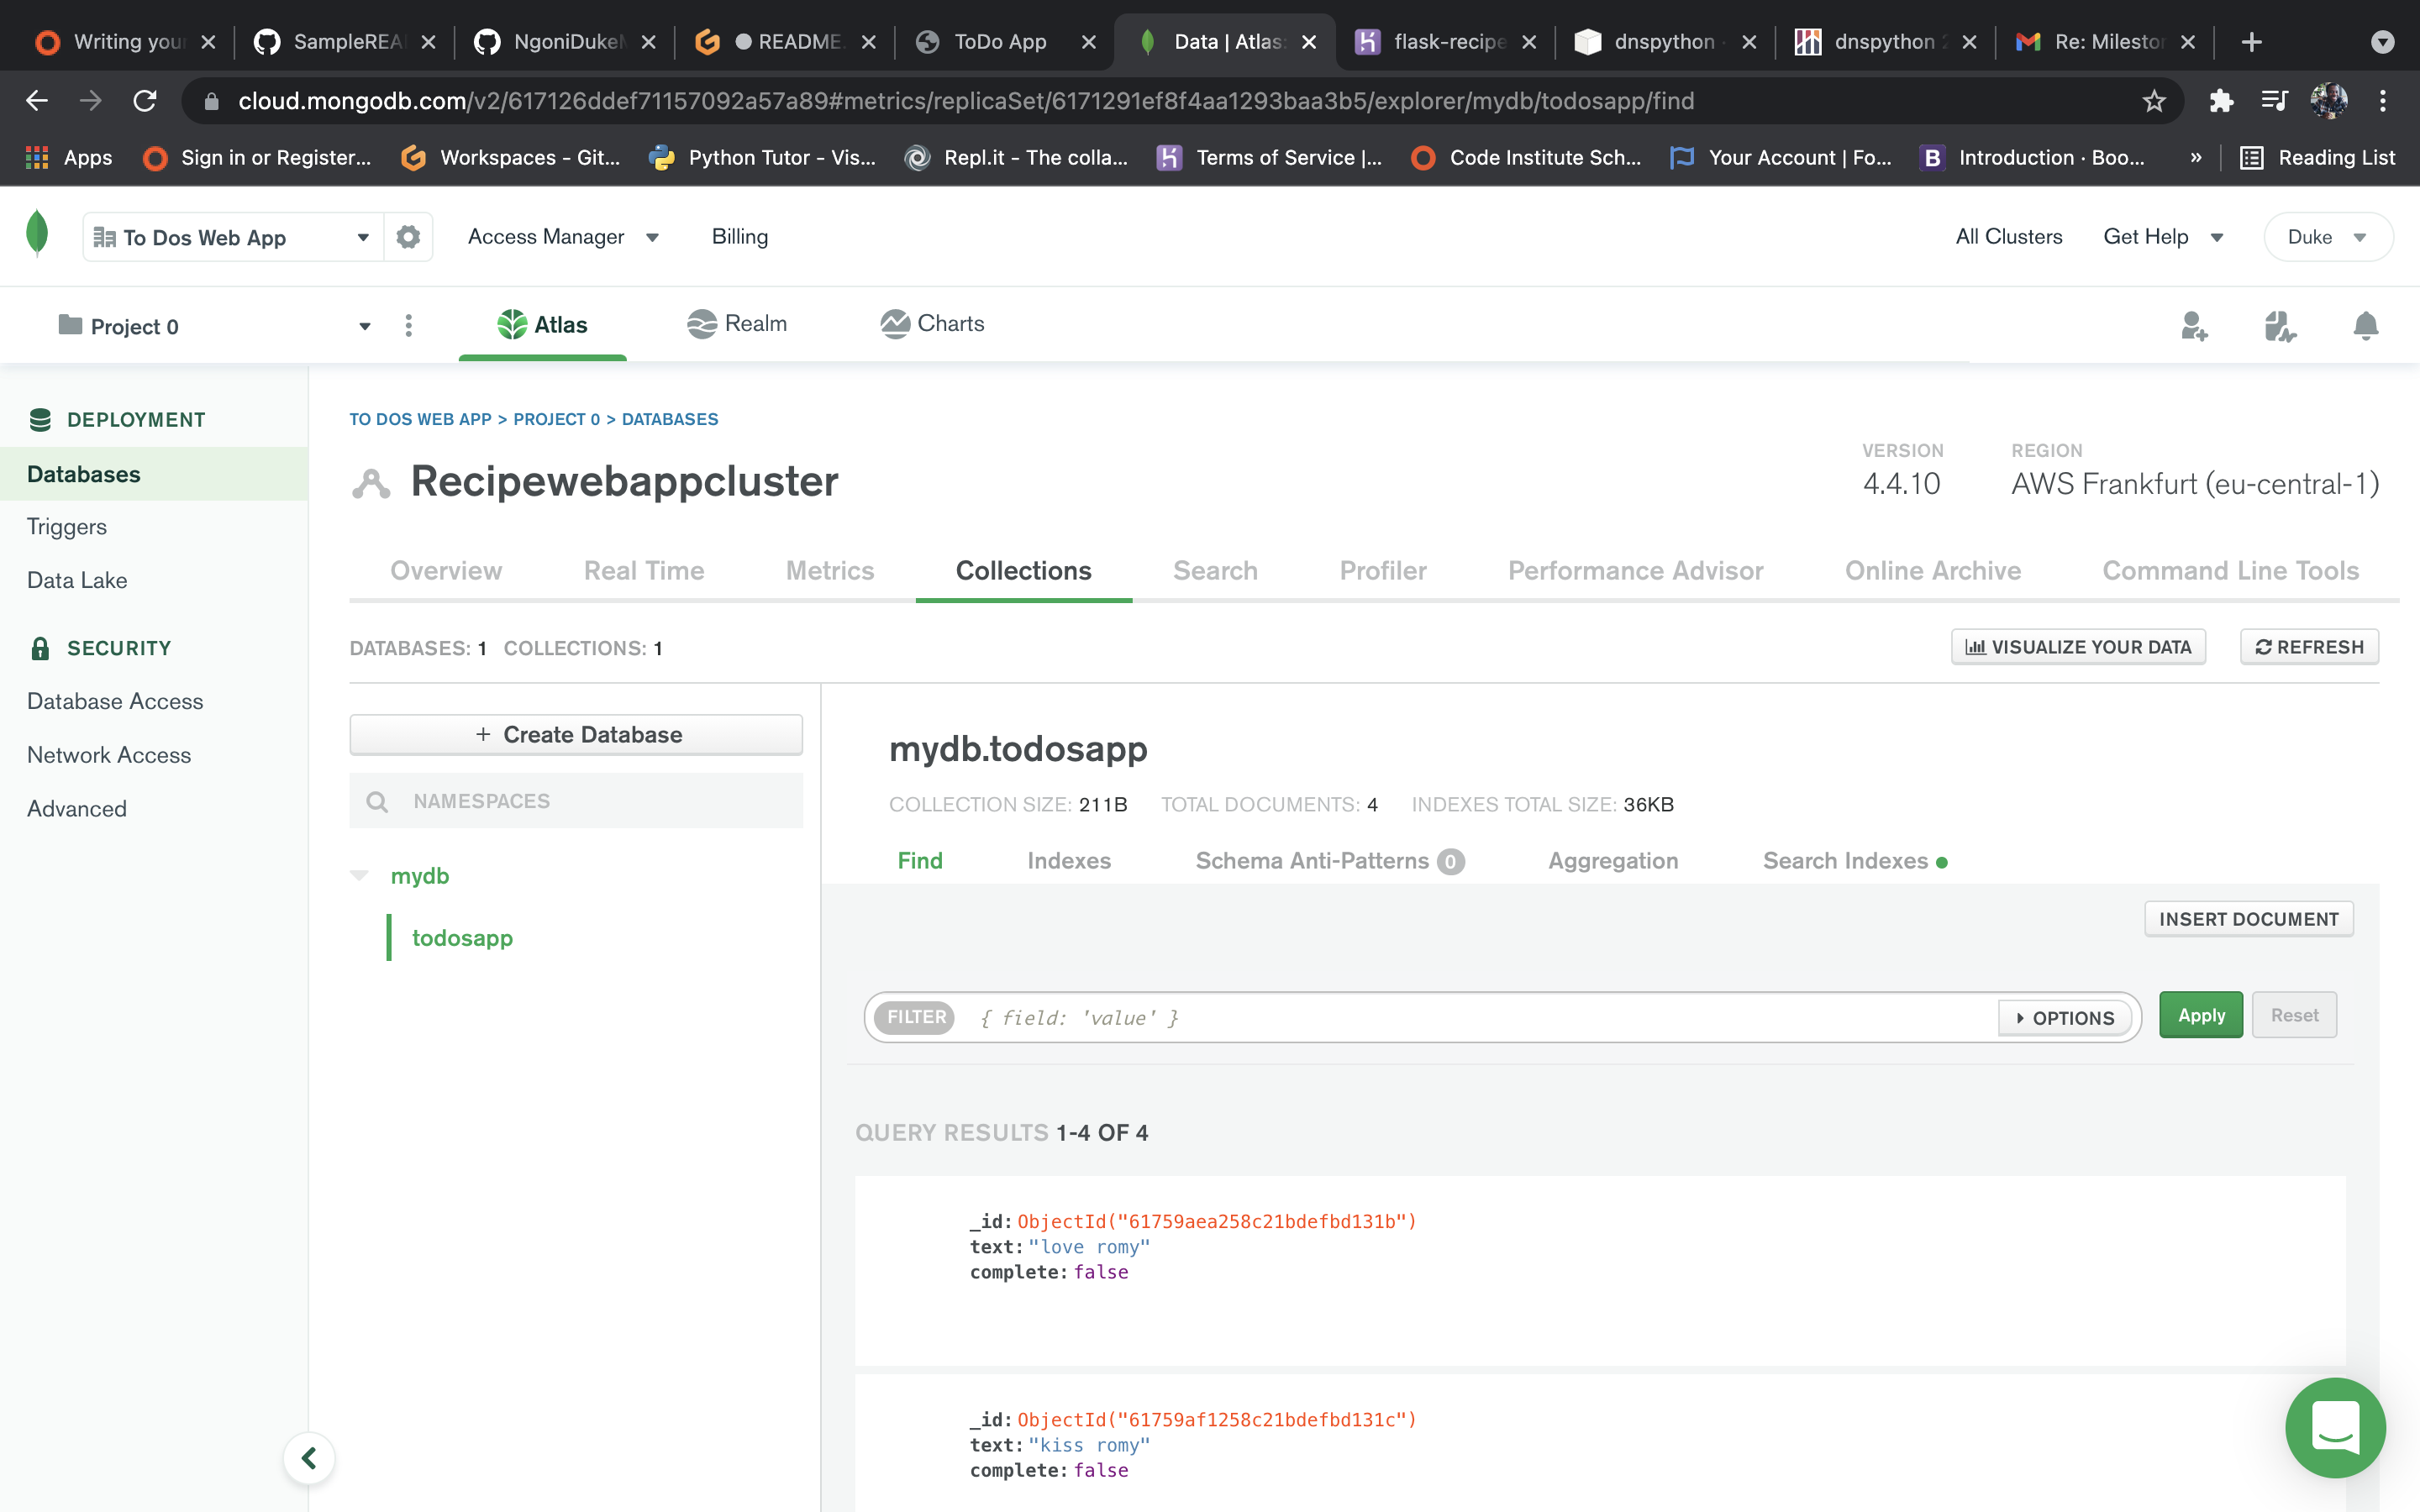 Writing your
SampleREA
NgoniDuke
README.
ToDo App
Data | Atlas
flask-recipe
dnspython
dnspython 2
Re: Milestor
cloud.mongodb.com/v2/617126ddef71157092a57a89#metrics/replicaSet/6171291ef8f4aa1293baa3b5/explorer/mydb/todosapp/find
Apps
Sign in or Register...
Workspaces - Git...
Python Tutor - Vis...
Repl.it - The colla...
Terms of Service |...
Code Institute Sch...
Your Account | Fo...
B Introduction · Boo...
»
Reading List
To Dos Web App
Access Manager
Billing
All Clusters
Get Help
Duke
Project 0
Atlas
Realm
Charts
DEPLOYMENT
Databases
Triggers
Data Lake
SECURITY
Database Access
Network Access
Advanced
TO DOS WEB APP > PROJECT 0 > DATABASES
Recipewebappcluster
VERSION
4.4.10
REGION
AWS Frankfurt (eu-central-1)
Overview
Real Time
Metrics
Collections
Search
Profiler
Performance Advisor
Online Archive
Command Line Tools
DATABASES: 1 COLLECTIONS: 1
VISUALIZE YOUR DATA
REFRESH
+ Create Database
NAMESPACES
mydb
todosapp
mydb.todosapp
COLLECTION SIZE: 211B TOTAL DOCUMENTS: 4 INDEXES TOTAL SIZE: 36KB
Find
Indexes
Schema Anti-Patterns 0
Aggregation
Search Indexes
INSERT DOCUMENT
FILTER { field: 'value' }
OPTIONS
Apply
Reset
QUERY RESULTS 1-4 OF 4
_id: ObjectId("61759aea258c21bdefbd131b")
text: "love romy"
complete: false
_id: ObjectId("61759af1258c21bdefbd131c")
text: "kiss romy"
complete: false